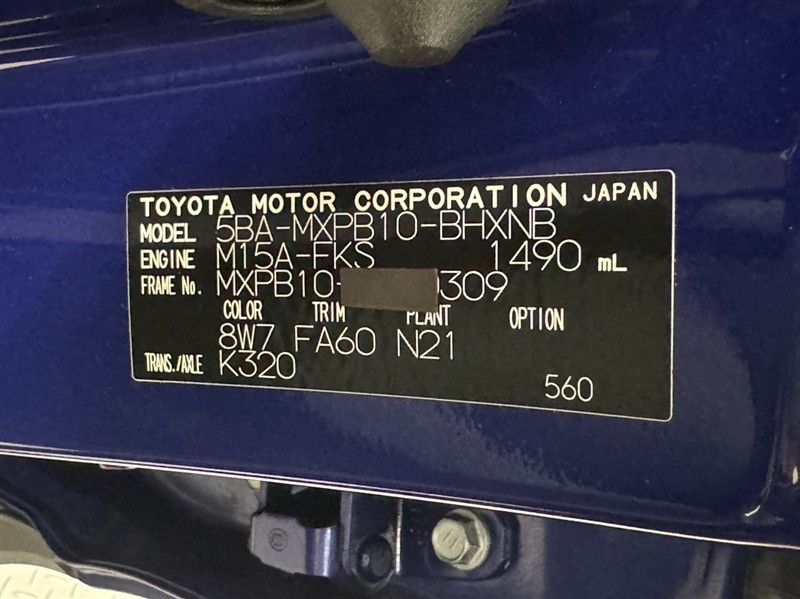 TOYOTA MOTOR CORPORATION JAPAN
MODEL 5BA-MXPB10-BHXNB
ENGINE M15A-FKS 1490 mL
FRAME No. MXPB10- 309
COLOR TRIM PLANT OPTION
8W7 FA60 N21
TRANS./AXLE K320
560